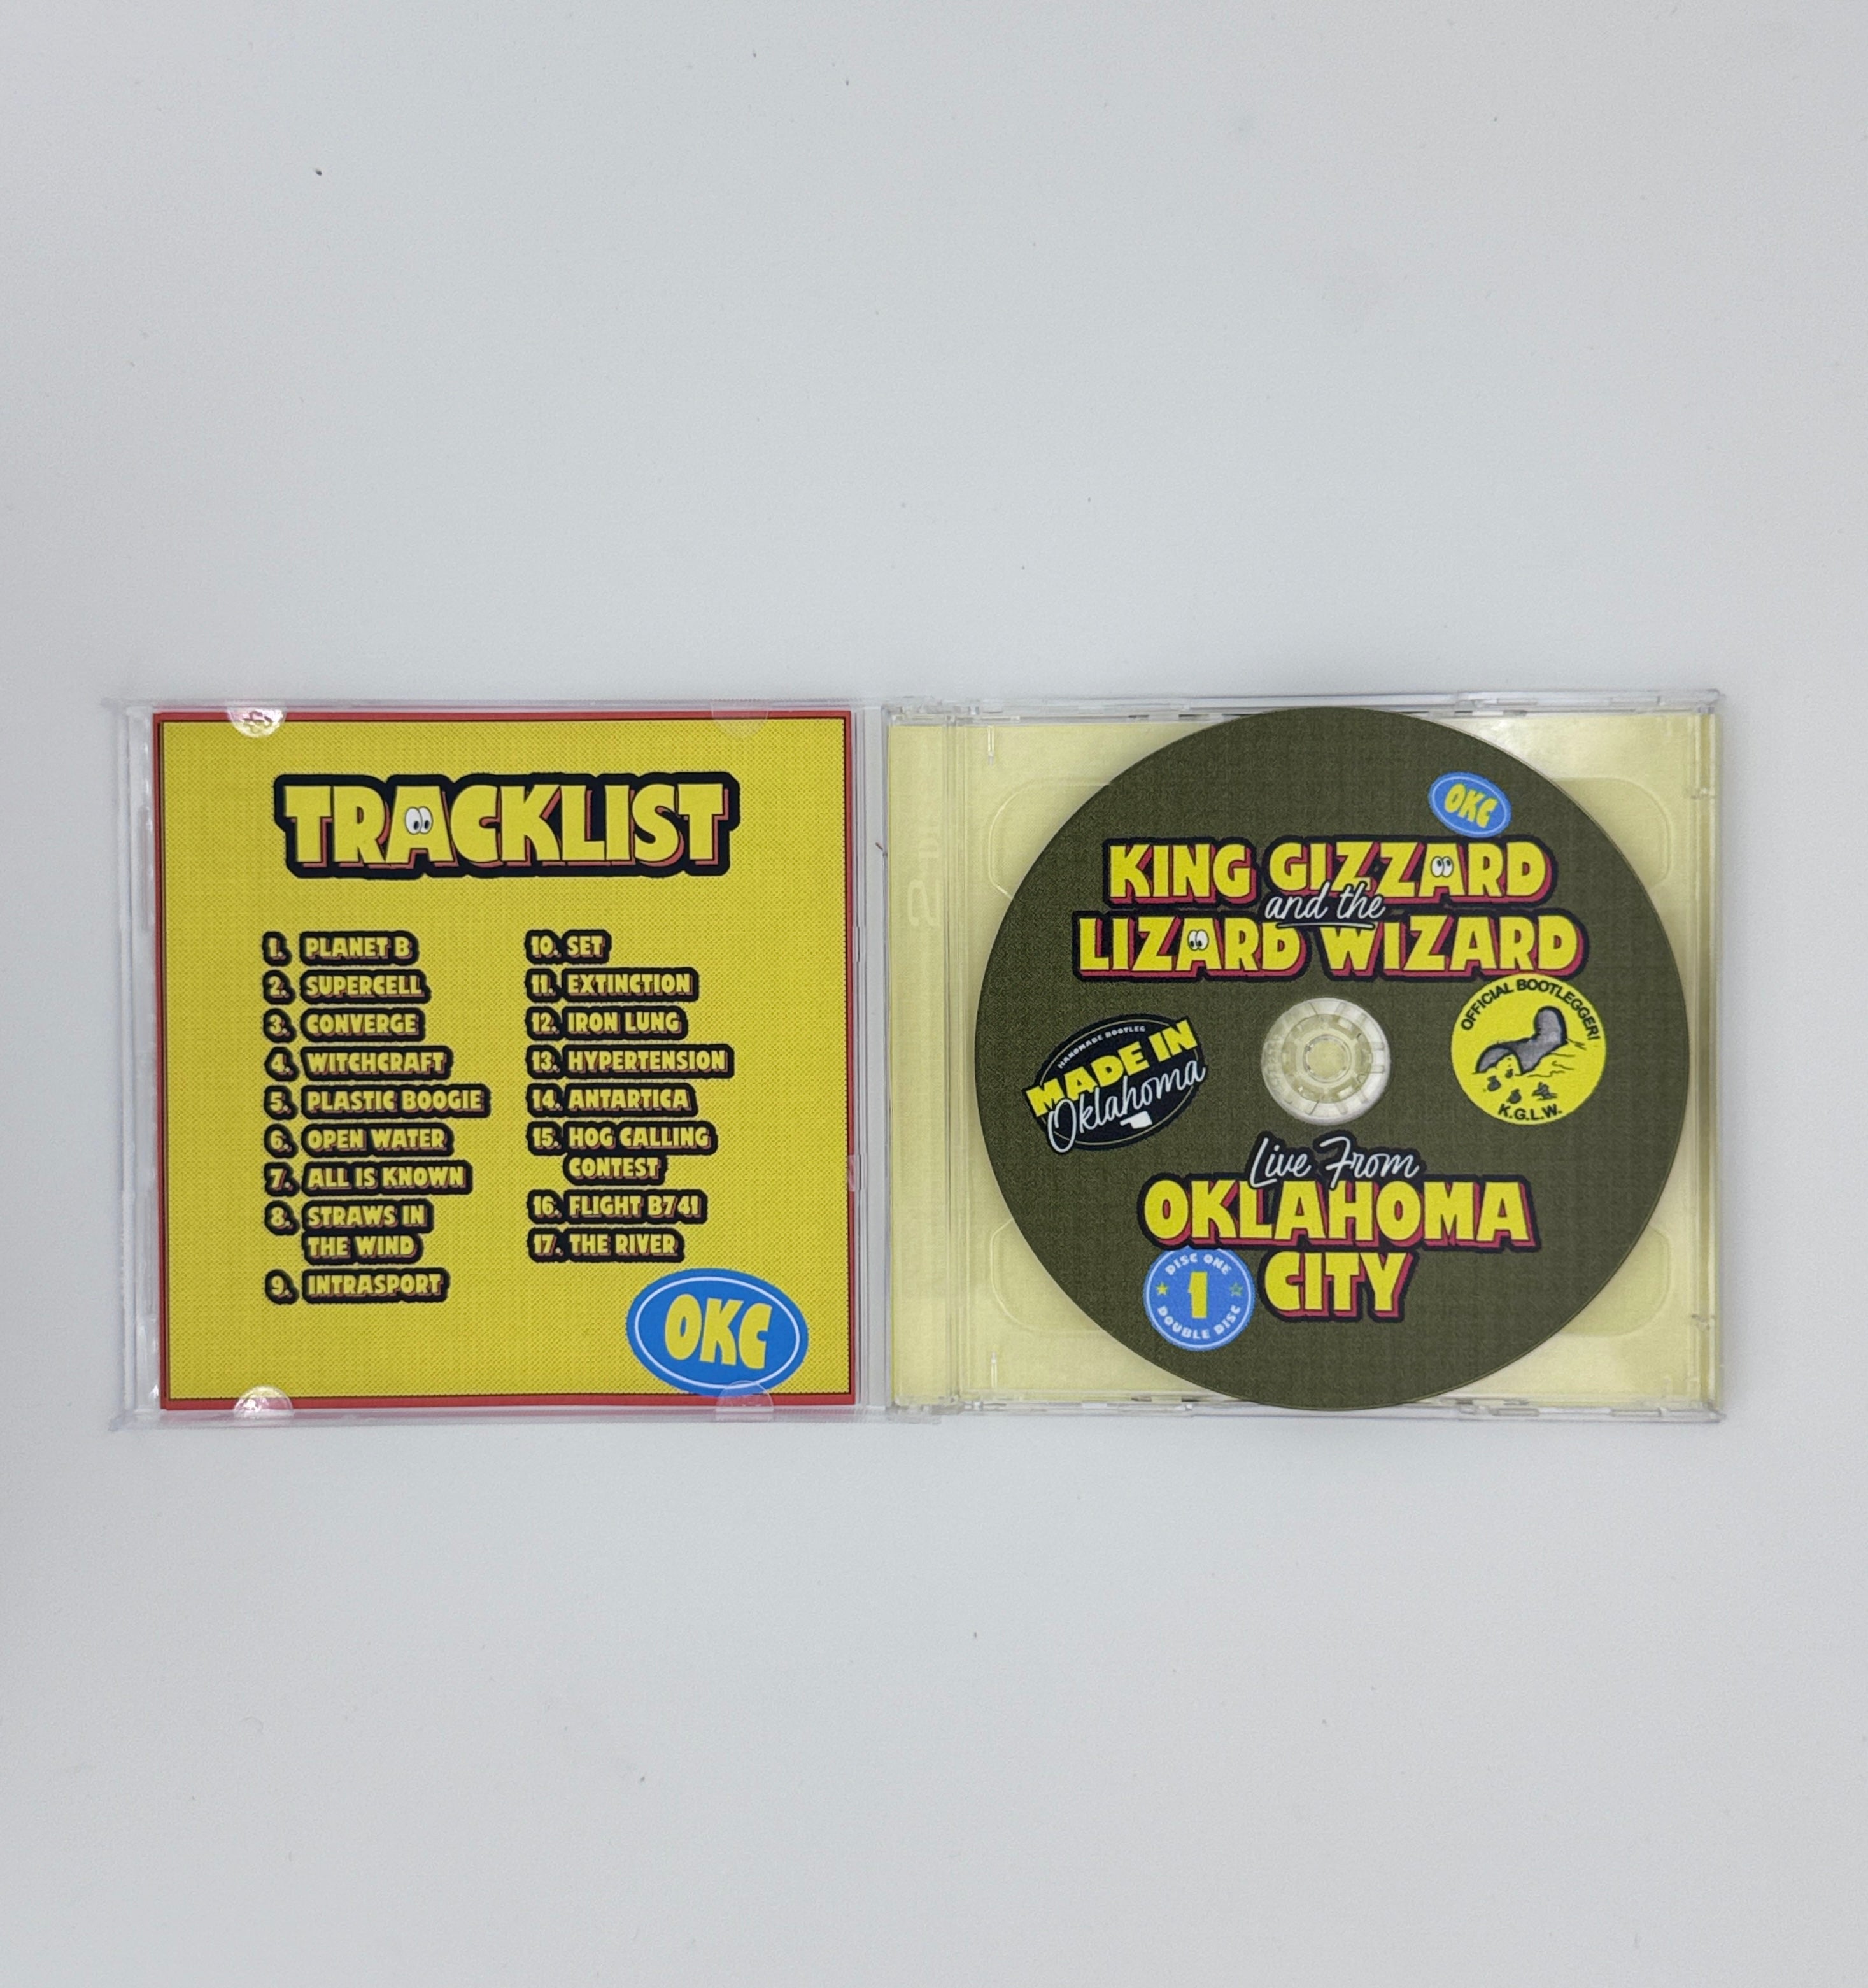 TRACKLIST
1. PLANET B
2. SUPERCELL
3. CONVERGE
4. WITCHCRAFT
5. PLASTIC BOOGIE
6. OPEN WATER
7. ALL IS KNOWN
8. STRAWS IN
THE WIND
9. INTRASPORT
10. SET
11. EXTINCTION
12. IRON LUNG
13. HYPERTENSION
14. ANTARTICA
15. HOG CALLING
CONTEST
16. FLIGHT B741
17. THE RIVER
OKC
OKC
KING GIZZARD
and the
LIZARD WIZARD
HANDMADE BOOTLEG
MADE IN
Oklahoma
OFFICIAL BOOTLEGGER!
K.G.L.W.
Live From
OKLAHOMA
CITY
DISC ONE
1
DOUBLE DISC